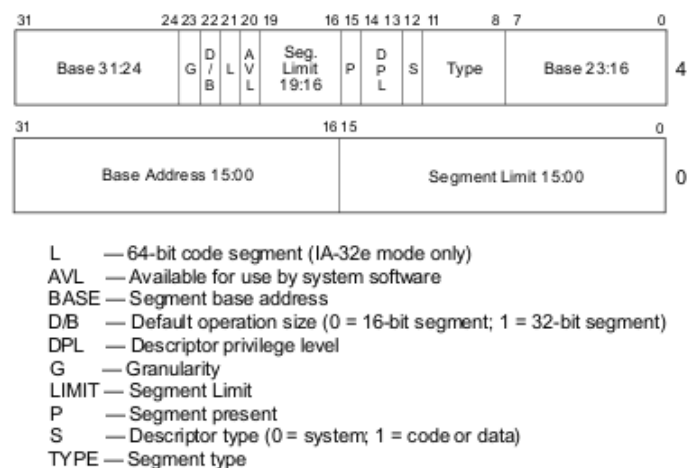 31 24 23 22 21 20 19 16 15 14 13 12 11 8 7 0
Base 31:24 G D/B L AVL Seg. Limit 19:16 P DPL S Type Base 23:16 4
31 16 15 0
Base Address 15:00 Segment Limit 15:00 0
L — 64-bit code segment (IA-32e mode only)
AVL — Available for use by system software
BASE — Segment base address
D/B — Default operation size (0 = 16-bit segment; 1 = 32-bit segment)
DPL — Descriptor privilege level
G — Granularity
LIMIT — Segment Limit
P — Segment present
S — Descriptor type (0 = system; 1 = code or data)
TYPE — Segment type